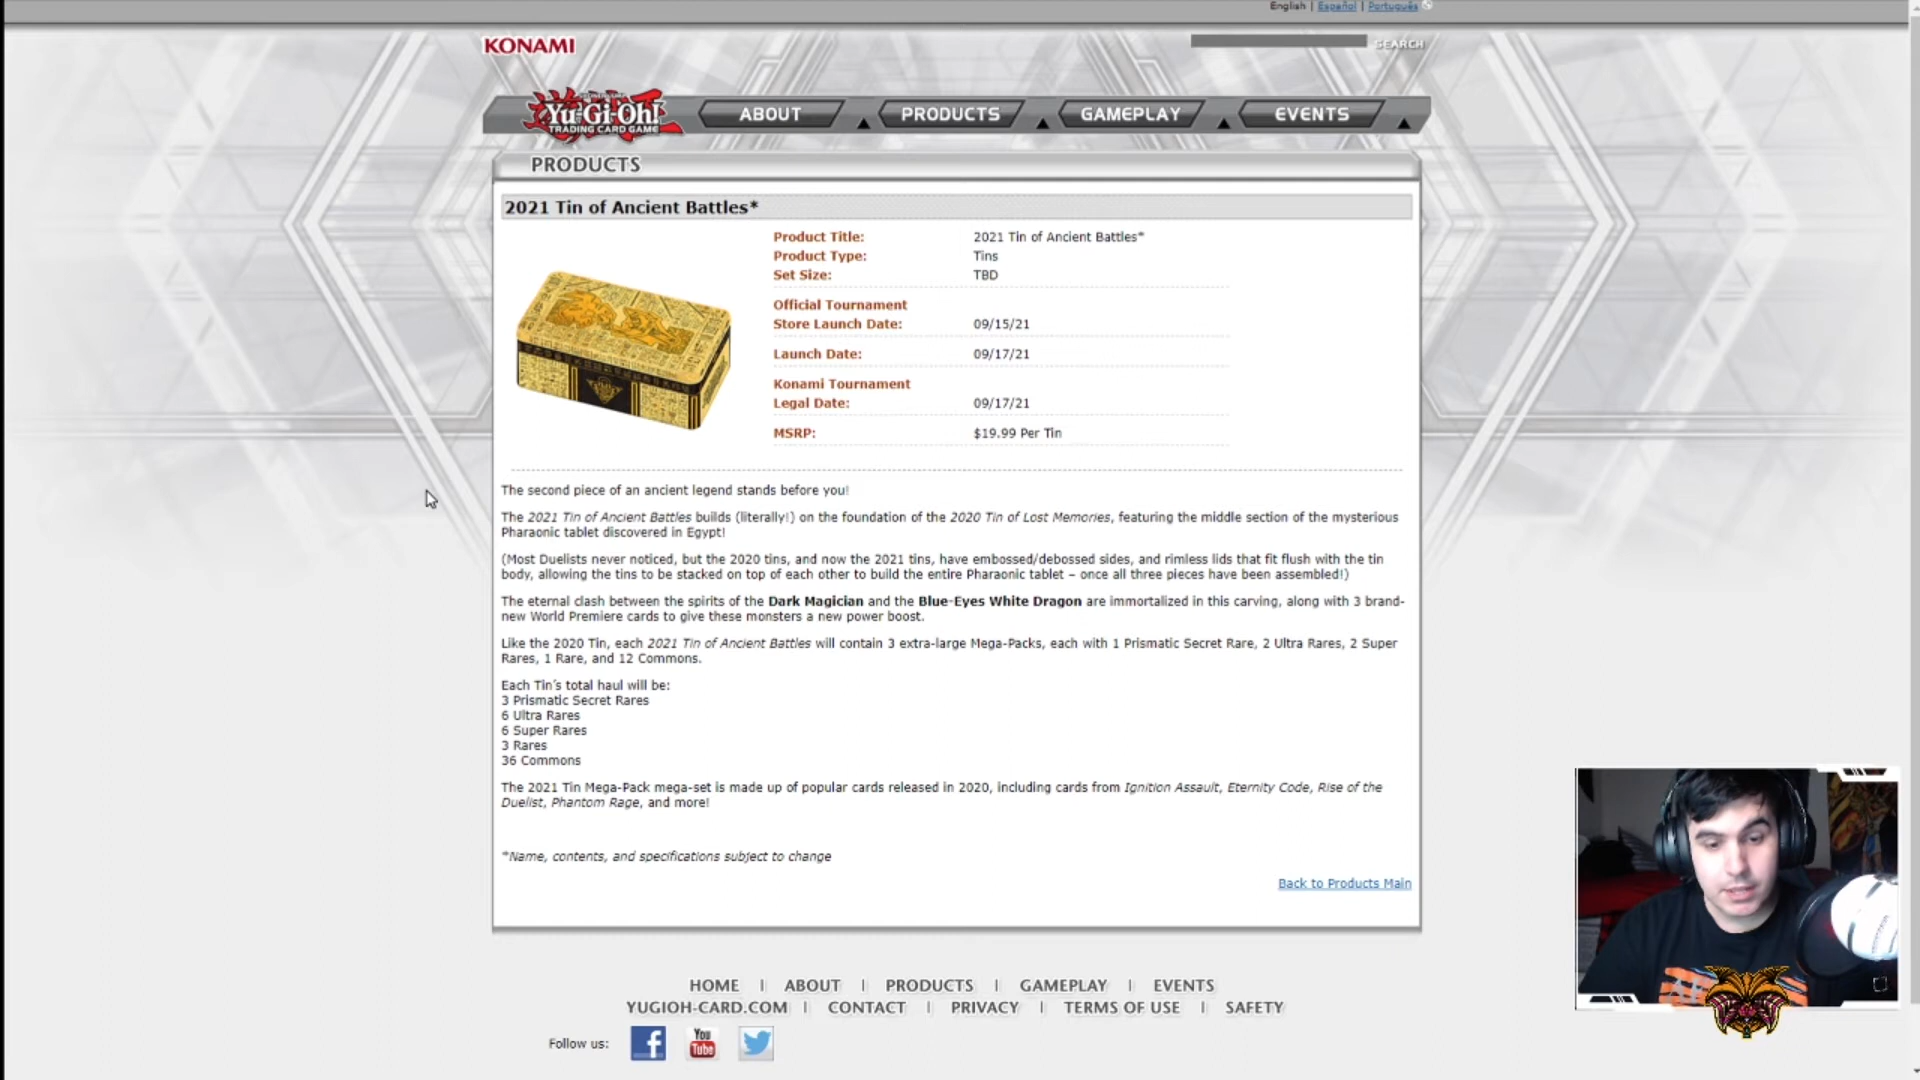 English | Español | Português
KONAMI
SEARCH
Yu-Gi-Oh!
TRADING CARD GAME
ABOUT
PRODUCTS
GAMEPLAY
EVENTS
PRODUCTS
2021 Tin of Ancient Battles*
Product Title: 2021 Tin of Ancient Battles*
Product Type: Tins
Set Size: TBD
Official Tournament
Store Launch Date: 09/15/21
Launch Date: 09/17/21
Konami Tournament
Legal Date: 09/17/21
MSRP: $19.99 Per Tin
The second piece of an ancient legend stands before you!
The 2021 Tin of Ancient Battles builds (literally!) on the foundation of the 2020 Tin of Lost Memories, featuring the middle section of the mysterious
Pharaonic tablet discovered in Egypt!
(Most Duelists never noticed, but the 2020 tins, and now the 2021 tins, have embossed/debossed sides, and rimless lids that fit flush with the tin
body, allowing the tins to be stacked on top of each other to build the entire Pharaonic tablet – once all three pieces have been assembled!)
The eternal clash between the spirits of the Dark Magician and the Blue-Eyes White Dragon are immortalized in this carving, along with 3 brand-
new World Premiere cards to give these monsters a new power boost.
Like the 2020 Tin, each 2021 Tin of Ancient Battles will contain 3 extra-large Mega-Packs, each with 1 Prismatic Secret Rare, 2 Ultra Rares, 2 Super
Rares, 1 Rare, and 12 Commons.
Each Tin's total haul will be:
3 Prismatic Secret Rares
6 Ultra Rares
6 Super Rares
3 Rares
36 Commons
The 2021 Tin Mega-Pack mega-set is made up of popular cards released in 2020, including cards from Ignition Assault, Eternity Code, Rise of the
Duelist, Phantom Rage, and more!
*Name, contents, and specifications subject to change
Back to Products Main
HOME | ABOUT | PRODUCTS | GAMEPLAY | EVENTS
YUGIOH-CARD.COM | CONTACT | PRIVACY | TERMS OF USE | SAFETY
Follow us:
f
You
Tube